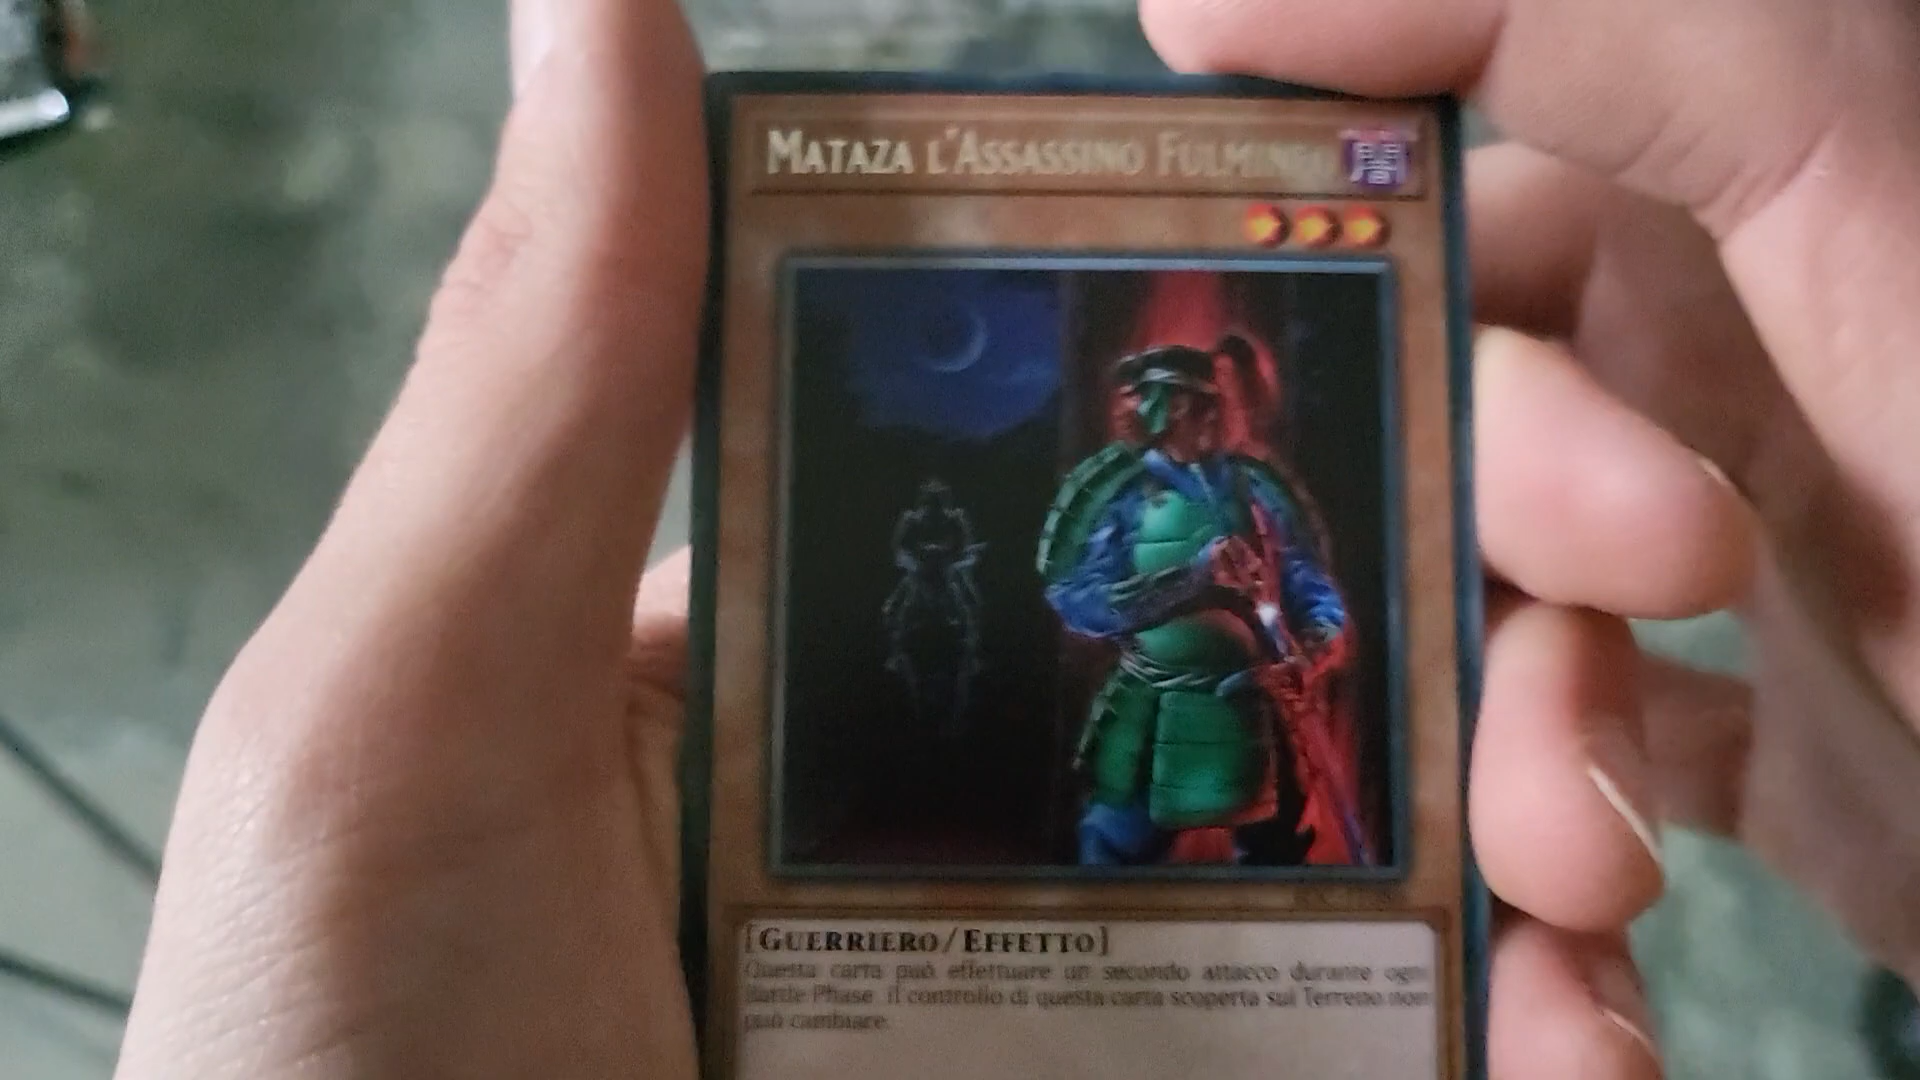 MATAZA L'ASSASSINO FULMINEO
[GUERRIERO/EFFETTO]
Questa carta può effettuare un secondo attacco durante ogni
Battle Phase. Il controllo di questa carta scoperta sul Terreno non
può cambiare.